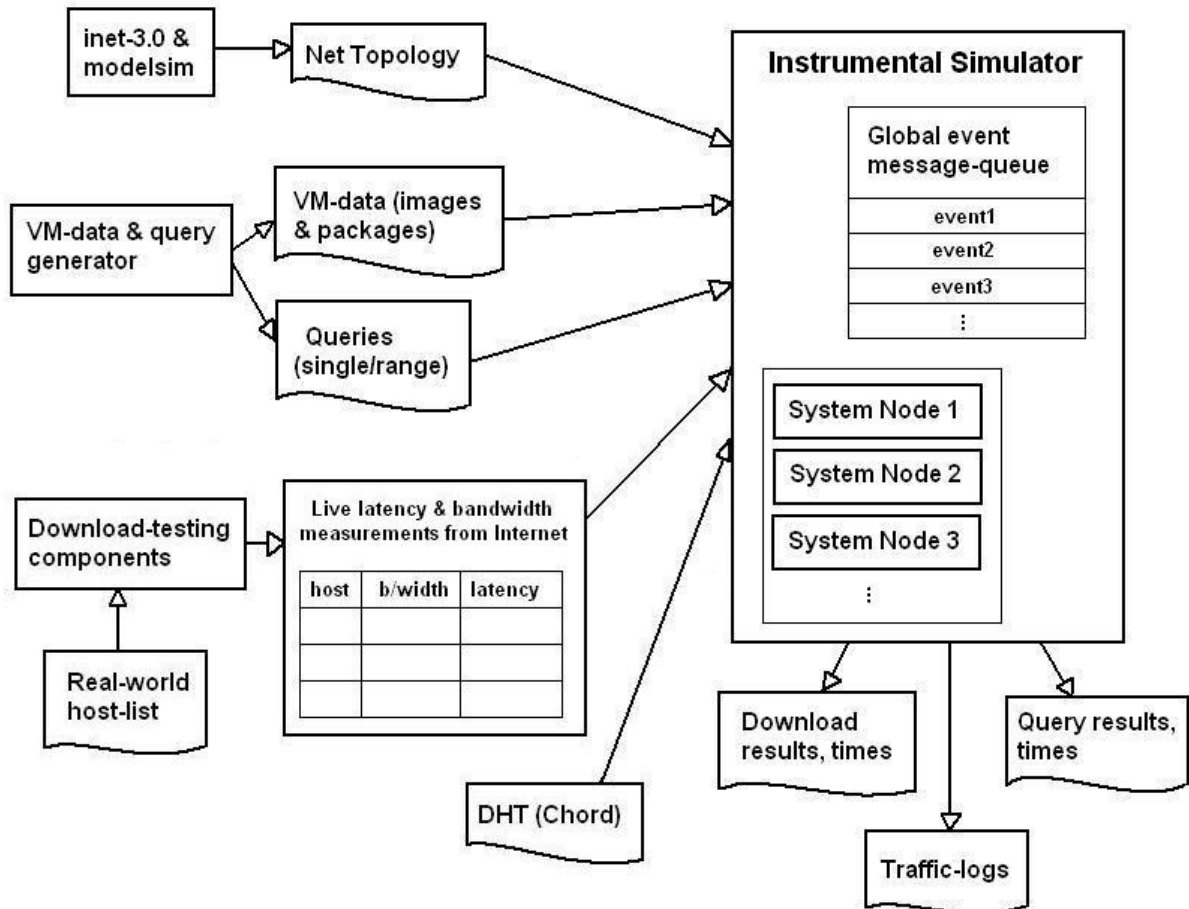 inet-3.0 &
modelsim
Net Topology
VM-data & query
generator
VM-data (images
& packages)
Queries
(single/range)
Download-testing
components
Real-world
host-list
Live latency & bandwidth
measurements from Internet
host b/width latency
DHT (Chord)
Instrumental Simulator
Global event
message-queue
event1
event2
event3
⋮
System Node 1
System Node 2
System Node 3
⋮
Download
results, times
Query results,
times
Traffic-logs